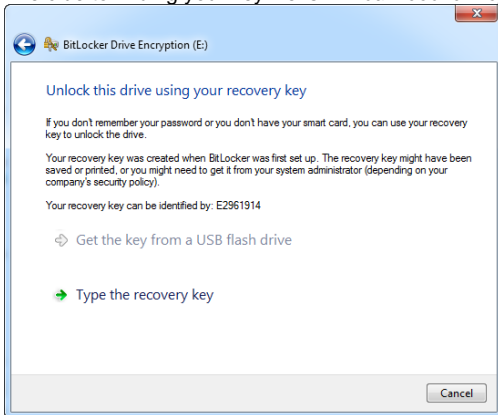 BitLocker Drive Encryption (E:)
Unlock this drive using your recovery key
If you don't remember your password or you don't have your smart card, you can use your recovery
key to unlock the drive.
Your recovery key was created when BitLocker was first set up. The recovery key might have been
saved or printed, or you might need to get it from your system administrator (depending on your
company's security policy).
Your recovery key can be identified by: E2961914
Get the key from a USB flash drive
Type the recovery key
Cancel